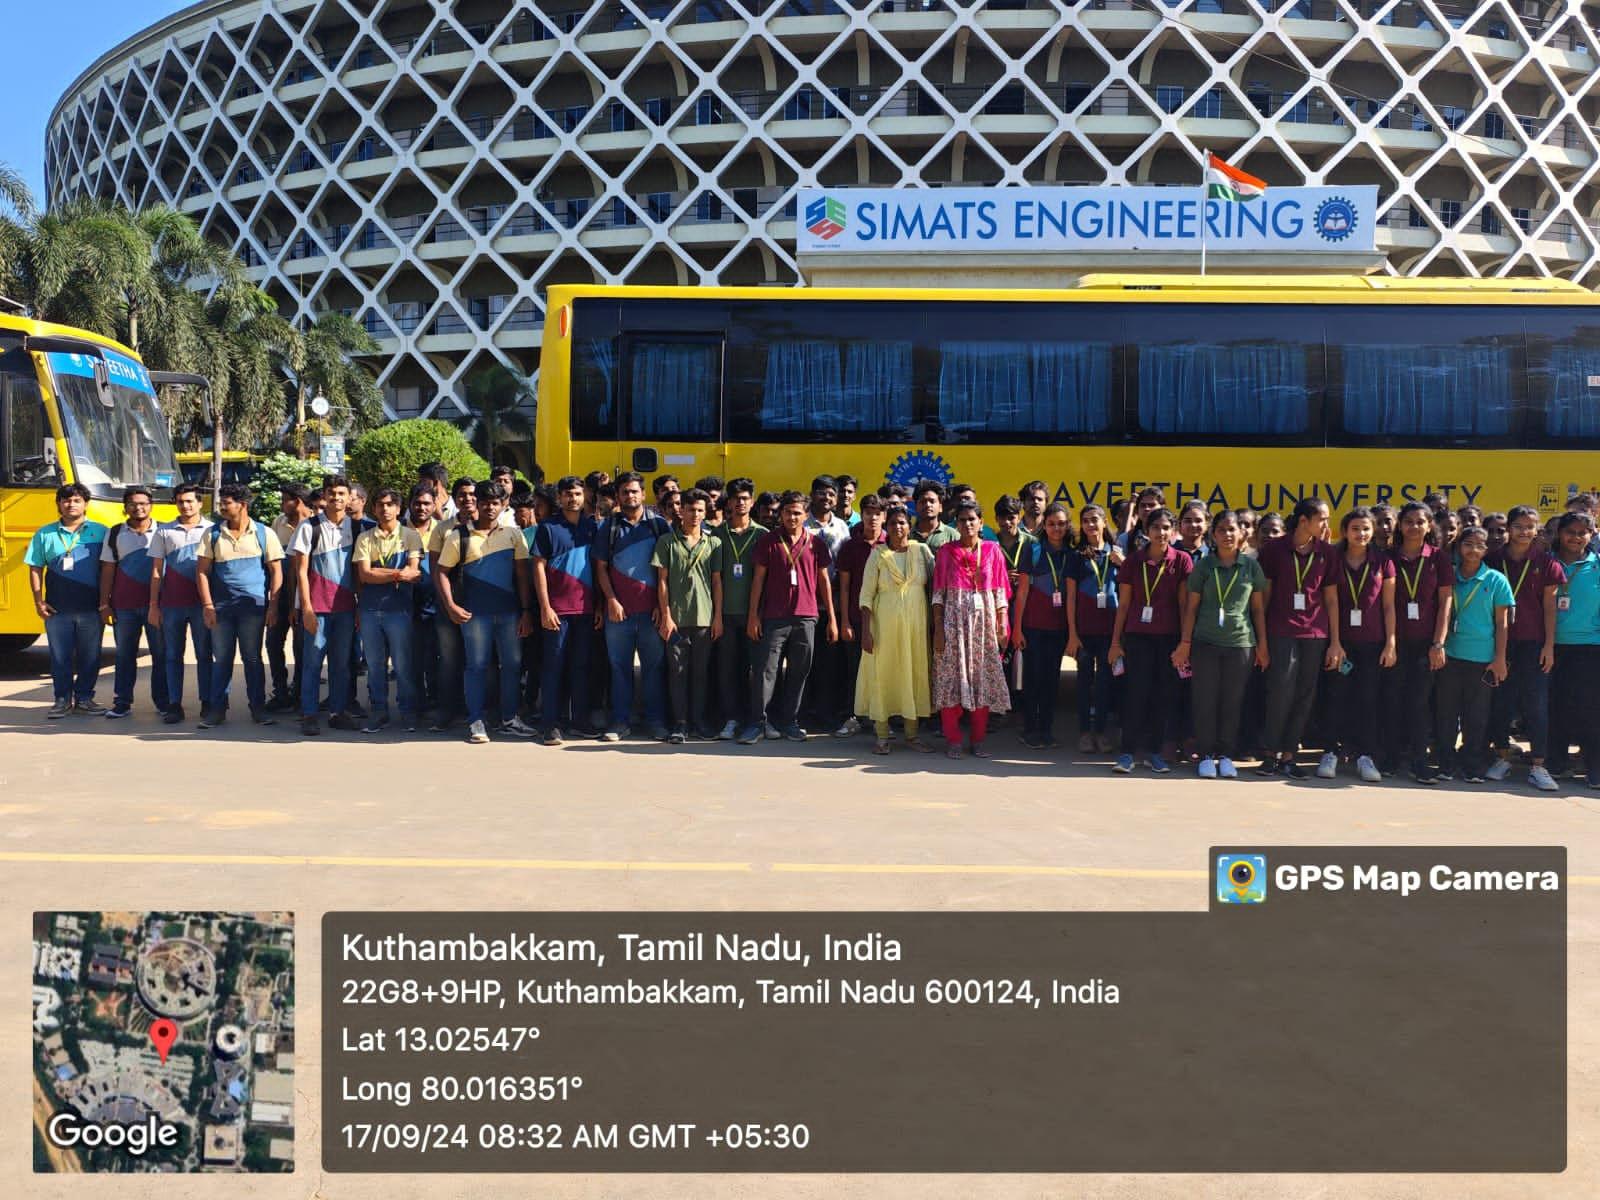 SIMATS ENGINEERING
SAVEETHA
AVEETHA UNIVERSITY
A++
GPS Map Camera
Kuthambakkam, Tamil Nadu, India
22G8+9HP, Kuthambakkam, Tamil Nadu 600124, India
Lat 13.02547°
Long 80.016351°
17/09/24 08:32 AM GMT +05:30
Google